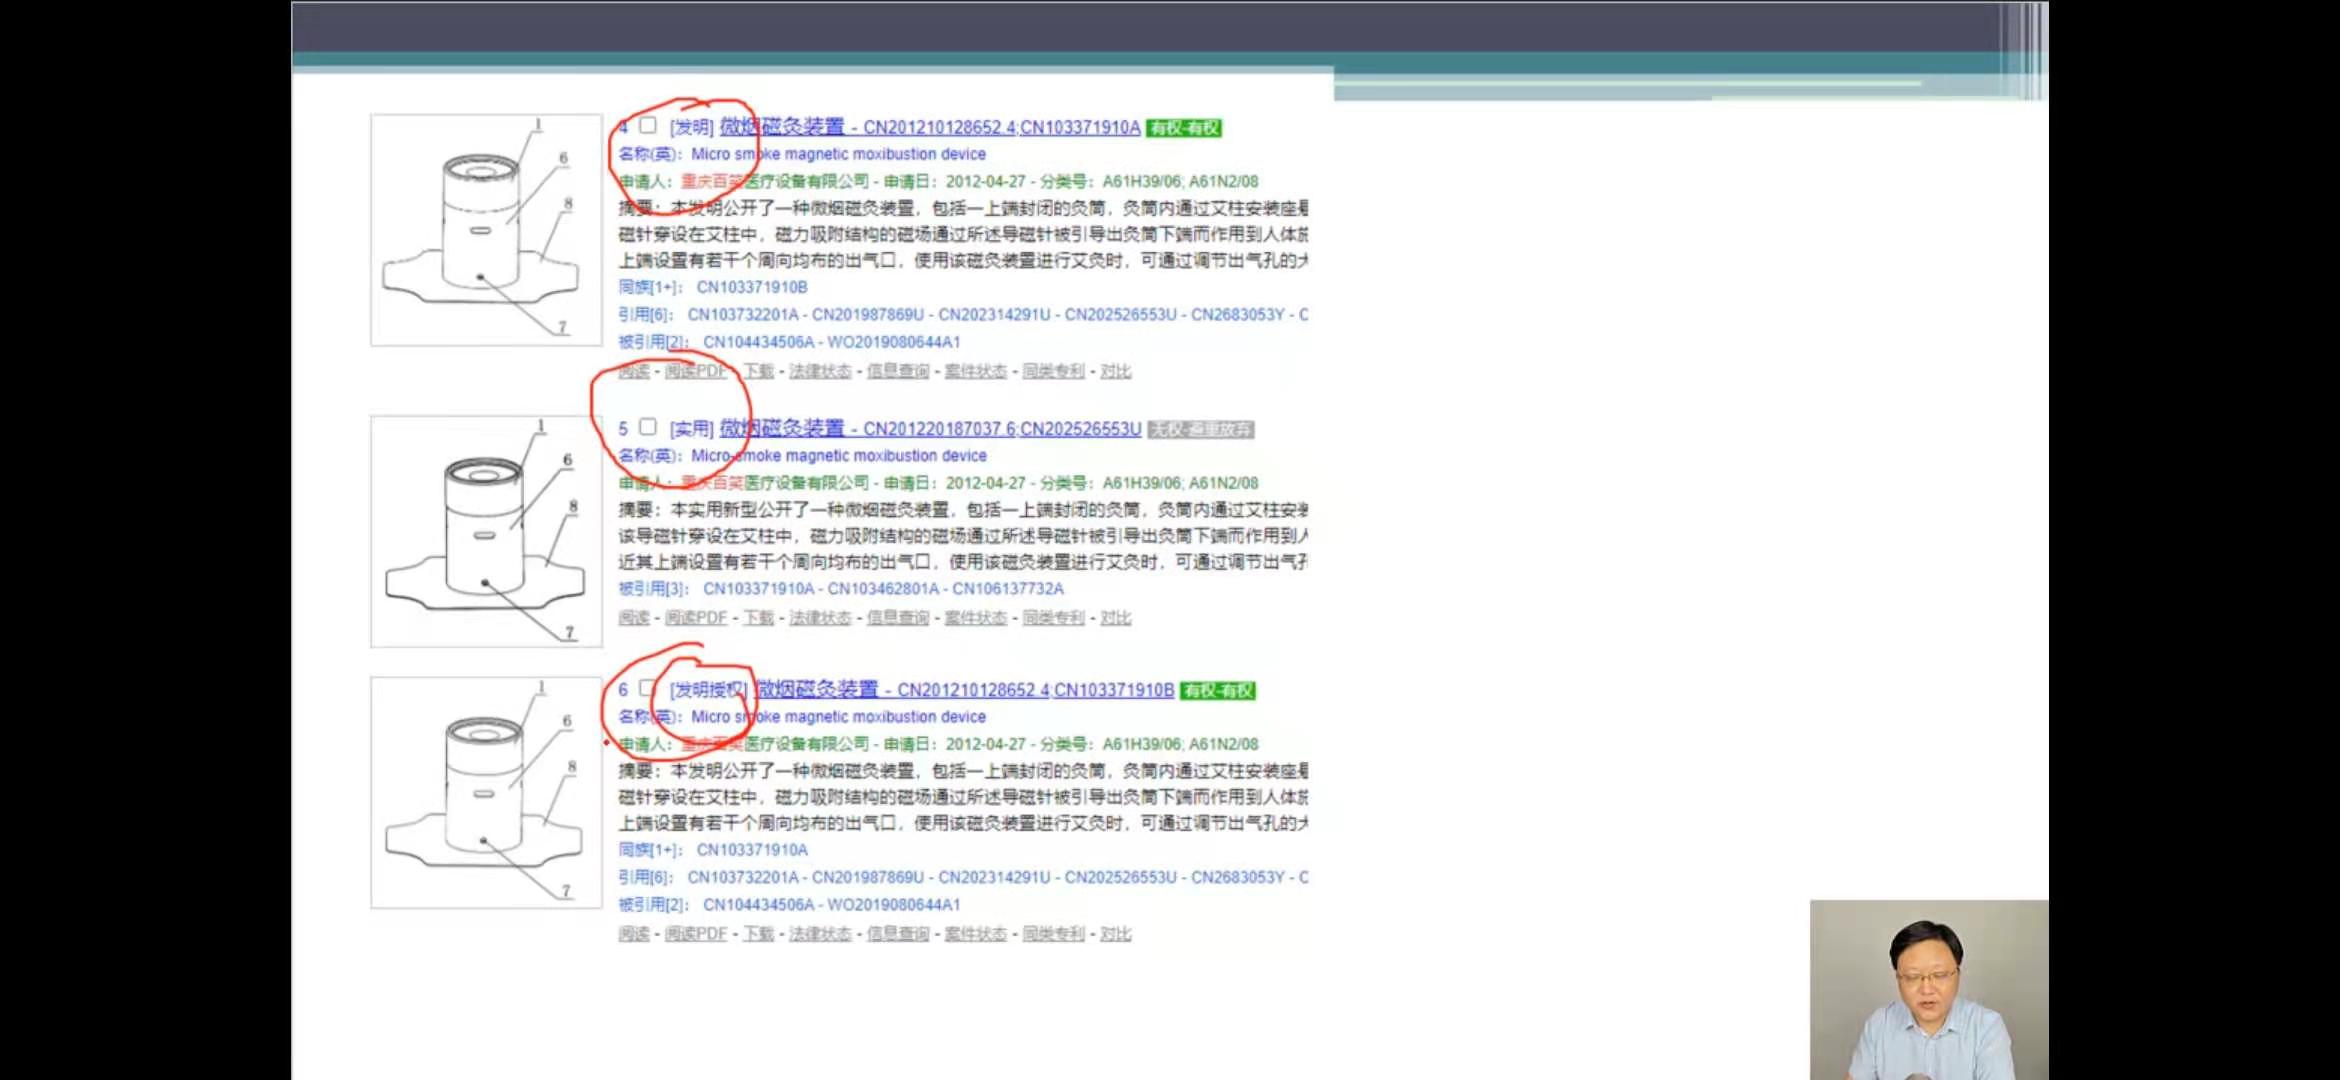 1
6
8
7
4 [发明] 微烟磁灸装置 - CN201210128652.4;CN103371910A 有权-有权
名称(英)： Micro smoke magnetic moxibustion device
申请人： 重庆百笑医疗设备有限公司 - 申请日： 2012-04-27 - 分类号： A61H39/06; A61N2/08
摘要：本发明公开了一种微烟磁灸装置，包括一上端封闭的灸筒，灸筒内通过艾柱安装座悬
磁针穿设在艾柱中，磁力吸附结构的磁场通过所述导磁针被引导出灸筒下端而作用到人体施
上端设置有若干个周向均布的出气口，使用该磁灸装置进行艾灸时，可通过调节出气孔的大
同族[1+]： CN103371910B
引用[6]： CN103732201A - CN201987869U - CN202314291U - CN202526553U - CN2683053Y - C
被引用[2]： CN104434506A - WO2019080644A1
阅读 - 阅读PDF - 下载 - 法律状态 - 信息查询 - 案件状态 - 同类专利 - 对比
1
6
8
7
5 [实用] 微烟磁灸装置 - CN201220187037.6;CN202526553U 无权-避重放弃
名称(英)： Micro-smoke magnetic moxibustion device
申请人： 重庆百笑医疗设备有限公司 - 申请日： 2012-04-27 - 分类号： A61H39/06; A61N2/08
摘要：本实用新型公开了一种微烟磁灸装置，包括一上端封闭的灸筒，灸筒内通过艾柱安装
该导磁针穿设在艾柱中，磁力吸附结构的磁场通过所述导磁针被引导出灸筒下端而作用到人
近其上端设置有若干个周向均布的出气口，使用该磁灸装置进行艾灸时，可通过调节出气孔
被引用[3]： CN103371910A - CN103462801A - CN106137732A
阅读 - 阅读PDF - 下载 - 法律状态 - 信息查询 - 案件状态 - 同类专利 - 对比
1
6
8
7
6 [发明授权] 微烟磁灸装置 - CN201210128652.4;CN103371910B 有权-有权
名称(英)： Micro smoke magnetic moxibustion device
申请人： 重庆百笑医疗设备有限公司 - 申请日： 2012-04-27 - 分类号： A61H39/06; A61N2/08
摘要：本发明公开了一种微烟磁灸装置，包括一上端封闭的灸筒，灸筒内通过艾柱安装座悬
磁针穿设在艾柱中，磁力吸附结构的磁场通过所述导磁针被引导出灸筒下端而作用到人体施
上端设置有若干个周向均布的出气口，使用该磁灸装置进行艾灸时，可通过调节出气孔的大
同族[1+]： CN103371910A
引用[6]： CN103732201A - CN201987869U - CN202314291U - CN202526553U - CN2683053Y - C
被引用[2]： CN104434506A - WO2019080644A1
阅读 - 阅读PDF - 下载 - 法律状态 - 信息查询 - 案件状态 - 同类专利 - 对比